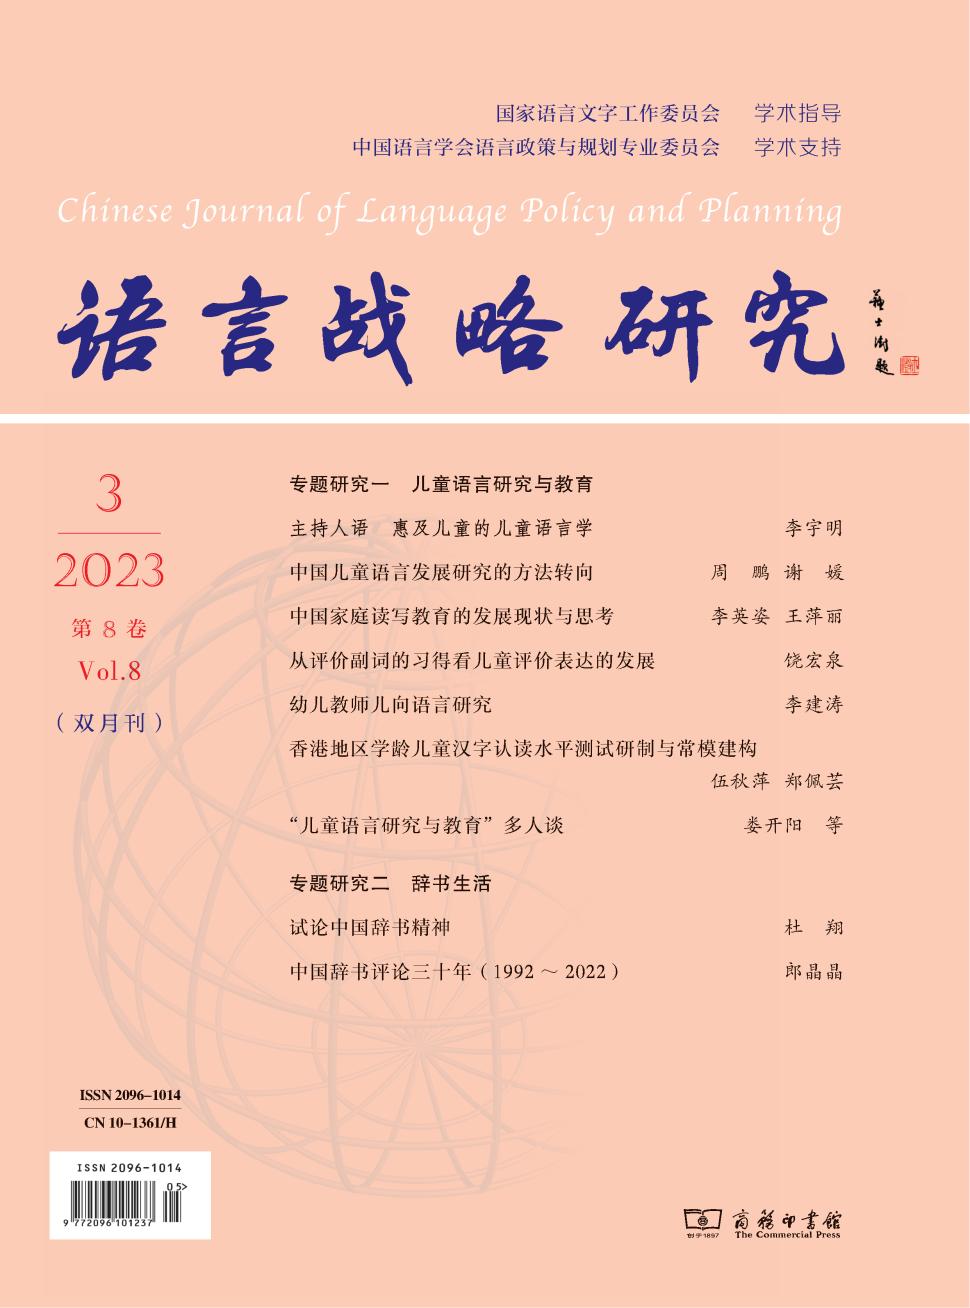 国家语言文字工作委员会 学术指导
中国语言学会语言政策与规划专业委员会 学术支持
Chinese Journal of Language Policy and Planning
语言战略研究
苏士澍题
3
2023
第 8 卷
Vol.8
（双月刊）
专题研究一 儿童语言研究与教育
主持人语 惠及儿童的儿童语言学 李宇明
中国儿童语言发展研究的方法转向 周 鹏 谢 媛
中国家庭读写教育的发展现状与思考 李英姿 王萍丽
从评价副词的习得看儿童评价表达的发展 饶宏泉
幼儿教师儿向语言研究 李建涛
香港地区学龄儿童汉字认读水平测试研制与常模建构
伍秋萍 郑佩芸
“儿童语言研究与教育”多人谈 娄开阳 等
专题研究二 辞书生活
试论中国辞书精神 杜 翔
中国辞书评论三十年（1992～2022） 郎晶晶
ISSN 2096–1014
CN 10–1361/H
ISSN 2096-1014
05>
9 772096 101237
创于1897
商務印書館
The Commercial Press